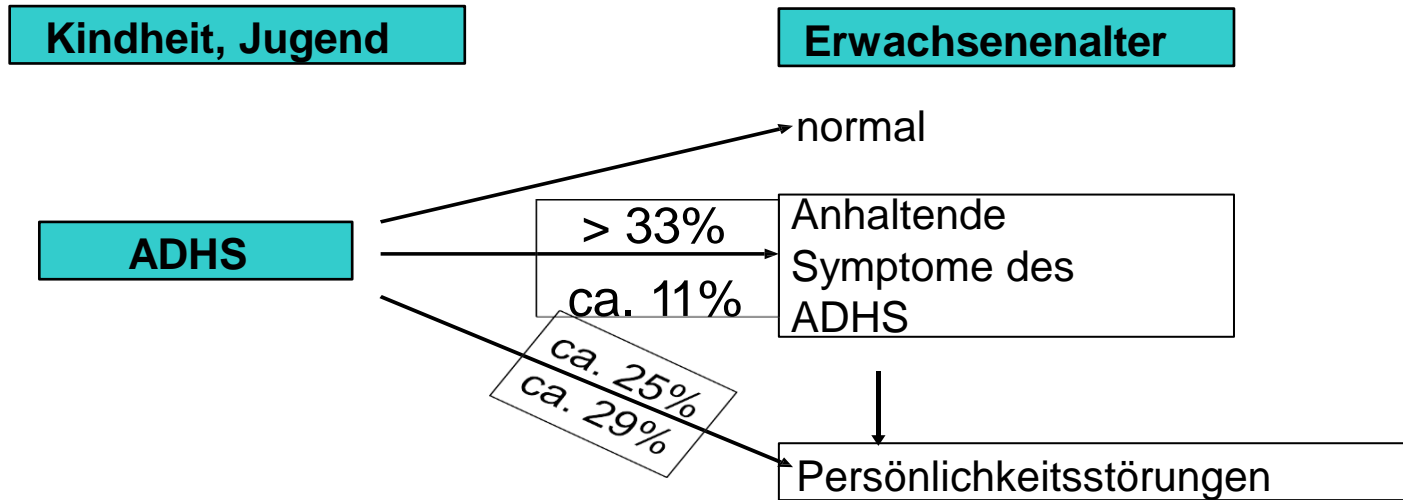 Kindheit, Jugend
Erwachsenenalter
normal
ADHS
> 33%
ca. 11%
Anhaltende
Symptome des
ADHS
ca. 25%
ca. 29%
Persönlichkeitsstörungen